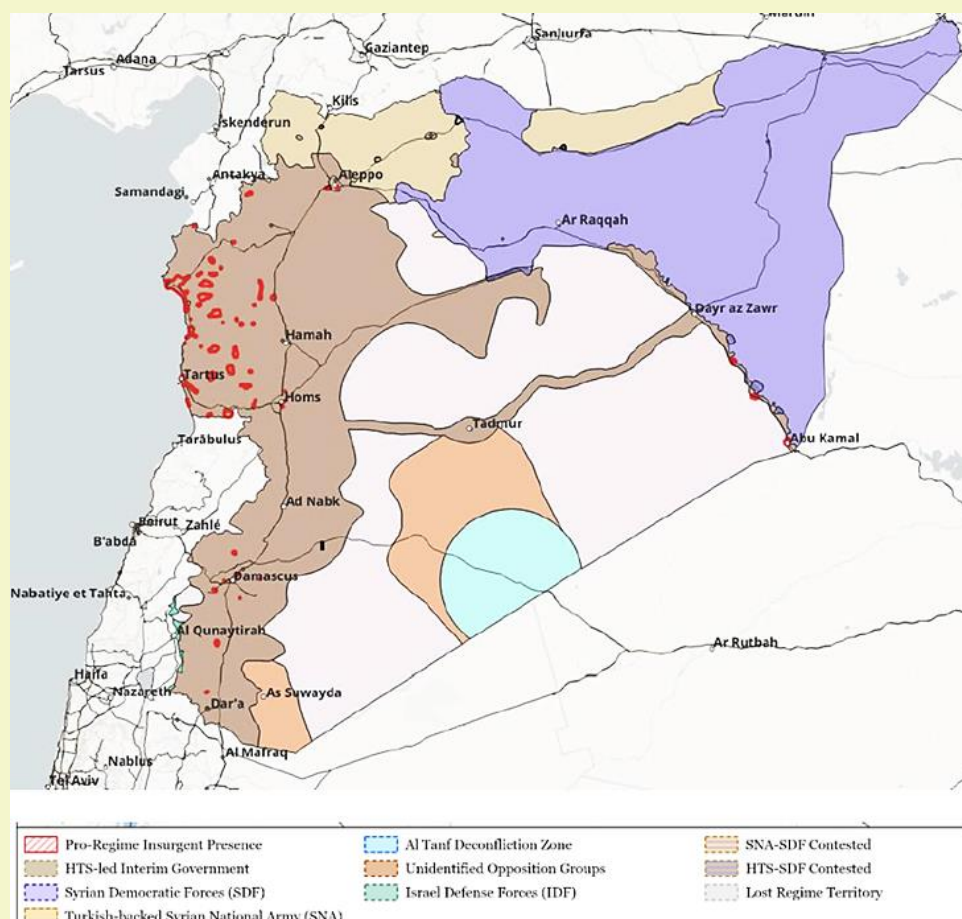 Mardin
Gaziantep
Sanliurfa
Adana
Tarsus
Kilis
Iskenderun
Antakya
Aleppo
Samandagi
Ar Raqqah
Dayr az Zawr
Hamah
Tartus
Homs
Tadmur
Abu Kamal
Tarābulus
Ad Nabk
Beirut
Zahlé
B'abdā
Damascus
Nabatiye et Tahta
Al Qunaytirah
Ar Rutbah
Haifa
Nazareth
As Suwayda
Dar'a
Al Mafraq
Nablus
Tel Aviv
Pro-Regime Insurgent Presence
Al Tanf Deconfliction Zone
SNA-SDF Contested
HTS-led Interim Government
Unidentified Opposition Groups
HTS-SDF Contested
Syrian Democratic Forces (SDF)
Israel Defense Forces (IDF)
Lost Regime Territory
Turkish-backed Syrian National Army (SNA)